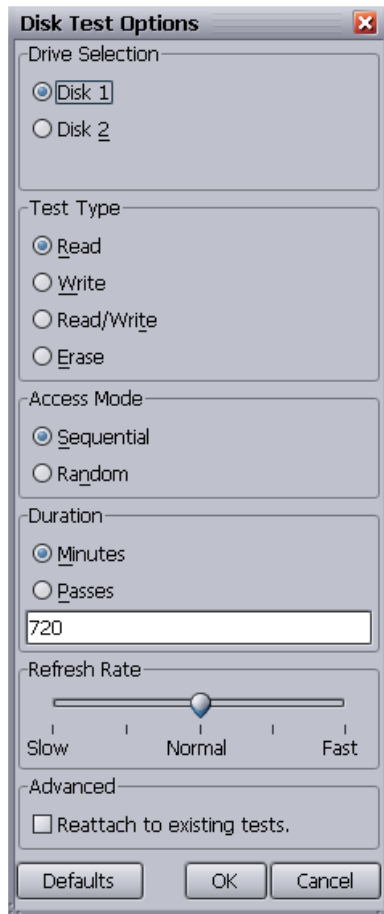 Disk Test Options
Drive Selection
Disk 1
Disk 2
Test Type
Read
Write
Read/Write
Erase
Access Mode
Sequential
Random
Duration
Minutes
Passes
720
Refresh Rate
Slow Normal Fast
Advanced
Reattach to existing tests.
Defaults OK Cancel